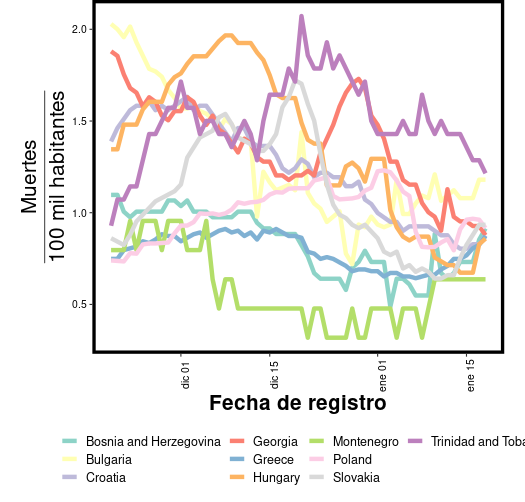 2.0
1.5
1.0
0.5
Muertes
100 mil habitantes
dic 01
dic 15
ene 01
ene 15
Fecha de registro
Bosnia and Herzegovina
Georgia
Montenegro
Trinidad and Toba
Bulgaria
Greece
Poland
Croatia
Hungary
Slovakia